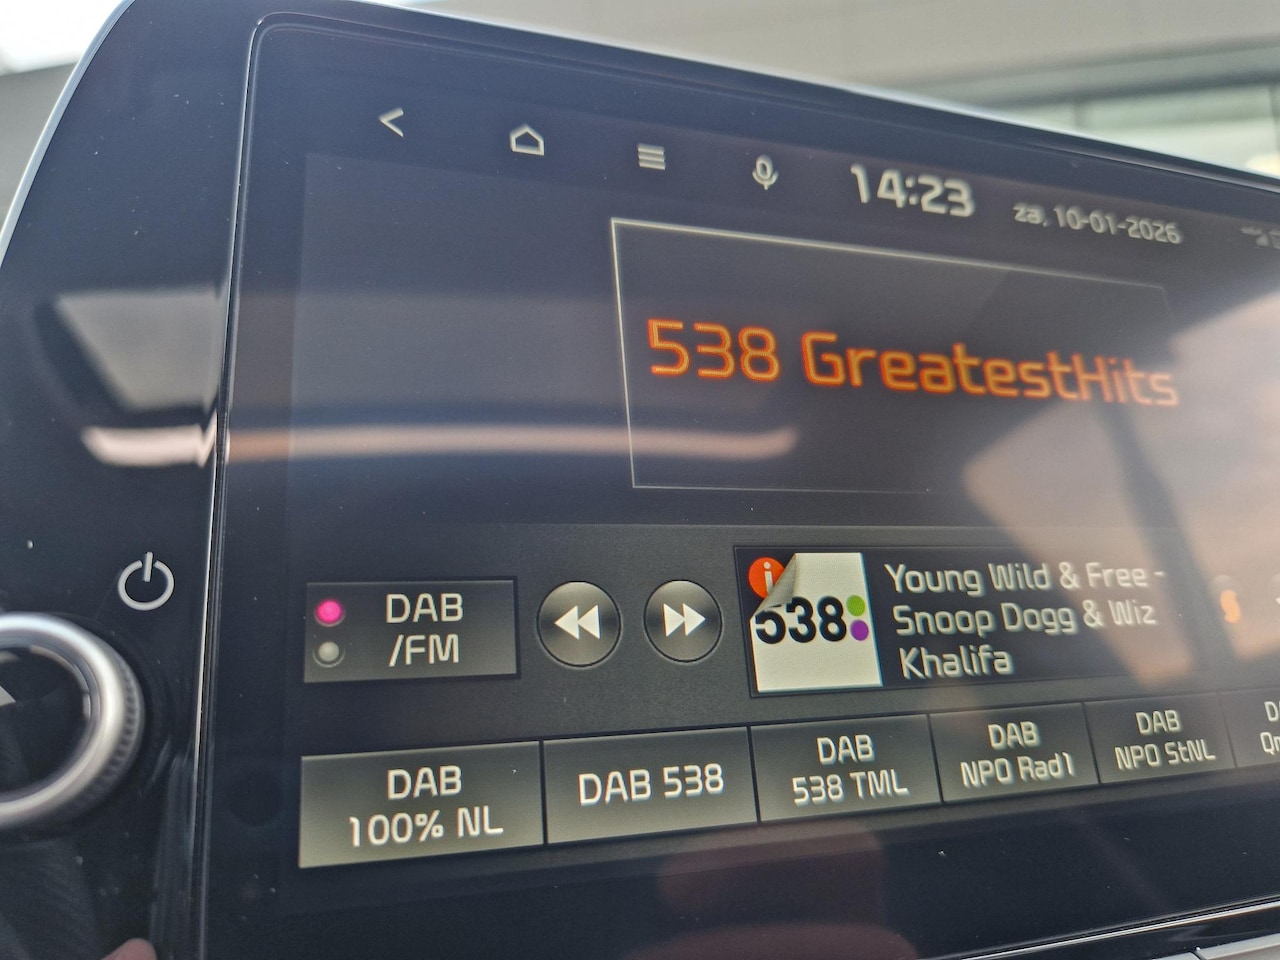 14:23
za, 10-01-2026
538 GreatestHits
DAB
/FM
538
Young Wild & Free -
Snoop Dogg & Wiz
Khalifa
DAB
100% NL
DAB 538
DAB
538 TML
DAB
NPO Rad1
DAB
NPO StNL